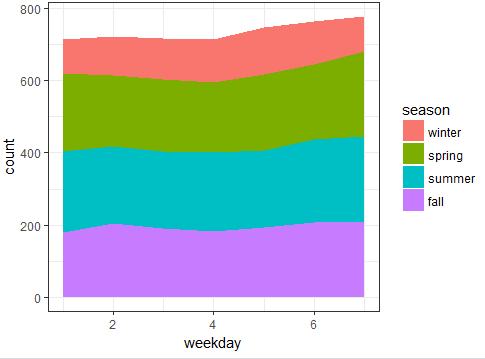 800
600
400
200
0
count
2
4
6
weekday
season
winter
spring
summer
fall